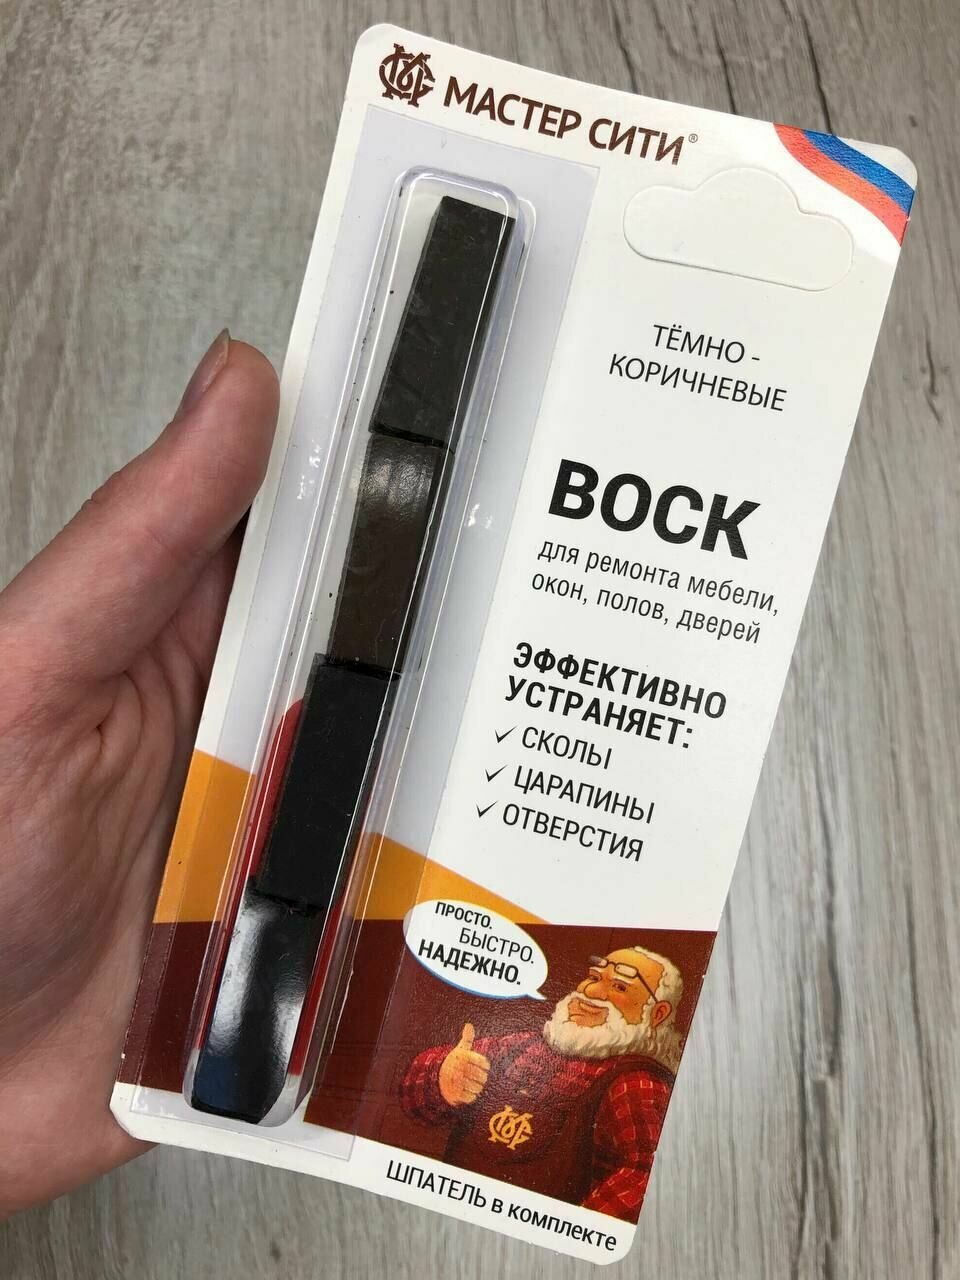 МАСТЕР СИТИ®
ТЁМНО -
КОРИЧНЕВЫЕ
ВОСК
для ремонта мебели,
окон, полов, дверей
ЭФФЕКТИВНО
УСТРАНЯЕТ:
✓ СКОЛЫ
✓ ЦАРАПИНЫ
✓ ОТВЕРСТИЯ
ПРОСТО.
БЫСТРО.
НАДЕЖНО.
ШПАТЕЛЬ в комплекте